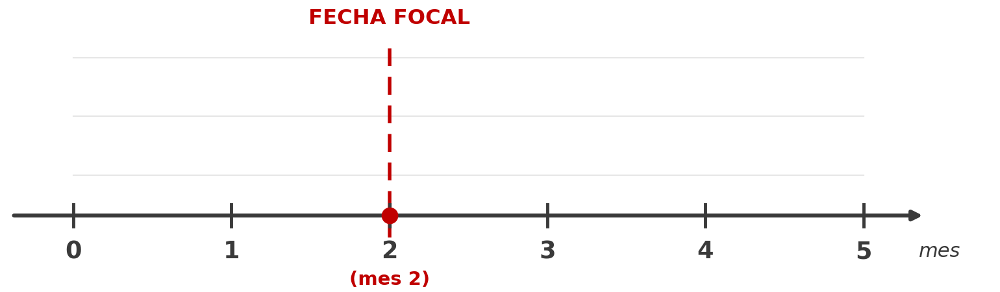 FECHA FOCAL
0 1 2 3 4 5 mes
(mes 2)